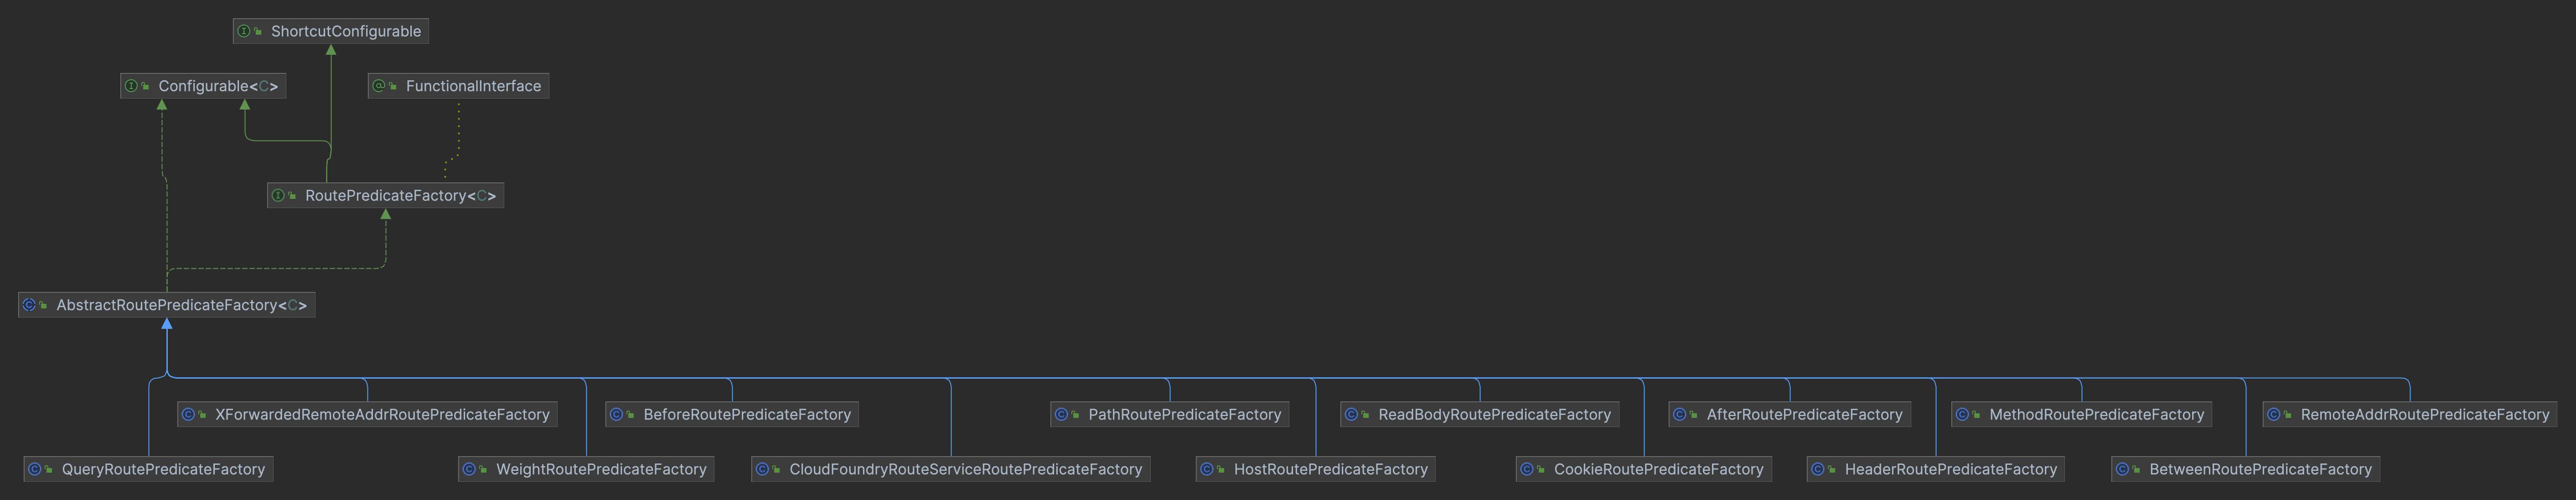 ShortcutConfigurable
Configurable<C>
FunctionalInterface
RoutePredicateFactory<C>
AbstractRoutePredicateFactory<C>
XForwardedRemoteAddrRoutePredicateFactory
BeforeRoutePredicateFactory
PathRoutePredicateFactory
ReadBodyRoutePredicateFactory
AfterRoutePredicateFactory
MethodRoutePredicateFactory
RemoteAddrRoutePredicateFactory
QueryRoutePredicateFactory
WeightRoutePredicateFactory
CloudFoundryRouteServiceRoutePredicateFactory
HostRoutePredicateFactory
CookieRoutePredicateFactory
HeaderRoutePredicateFactory
BetweenRoutePredicateFactory